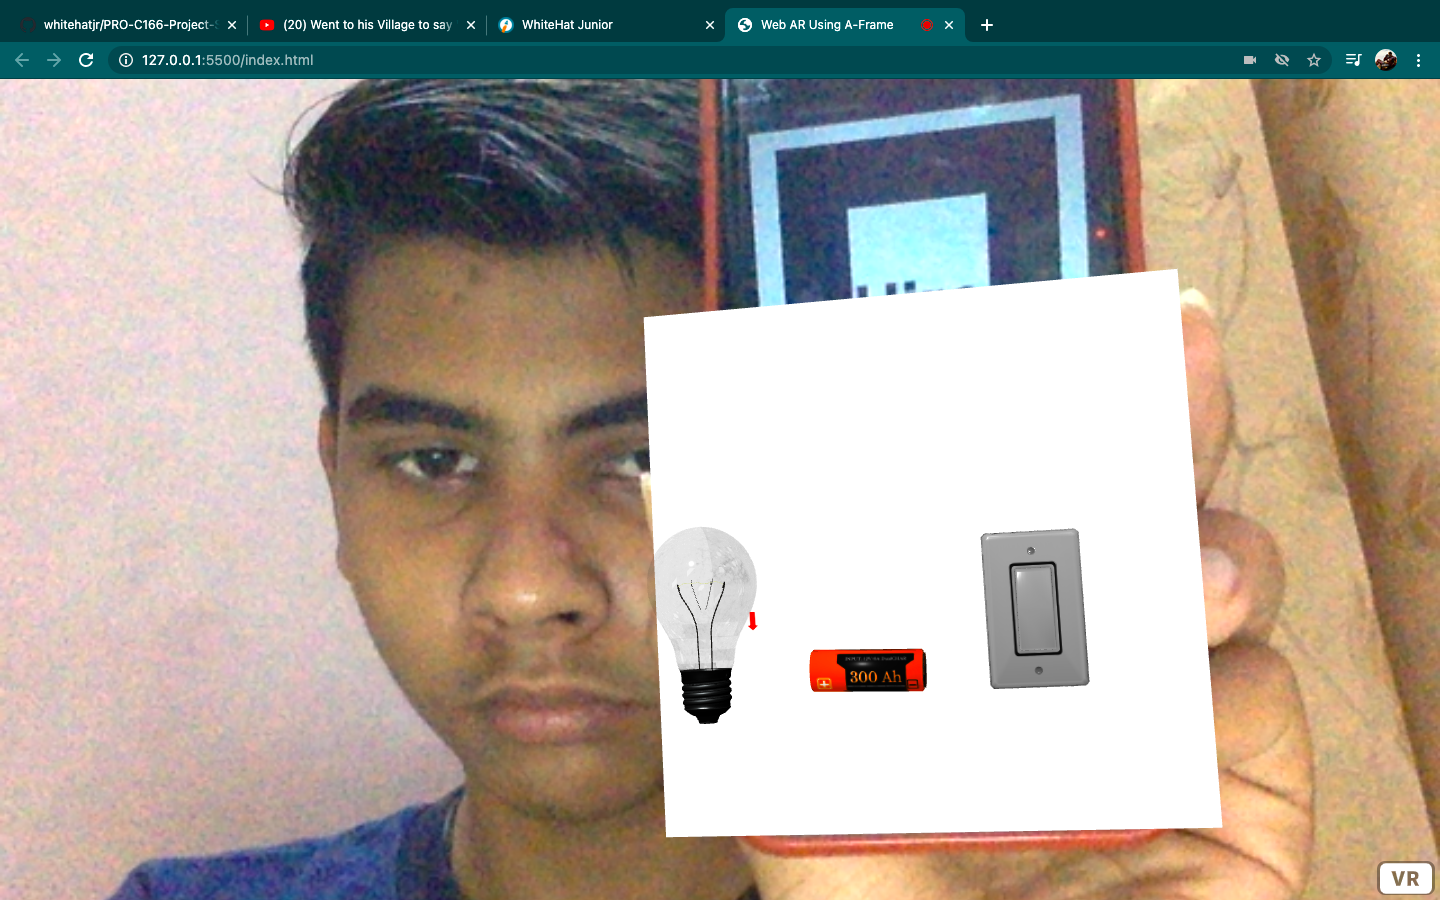 whitehatjr/PRO-C166-Project-S
(20) Went to his Village to say
WhiteHat Junior
Web AR Using A-Frame
127.0.0.1:5500/index.html
300 Ah
VR